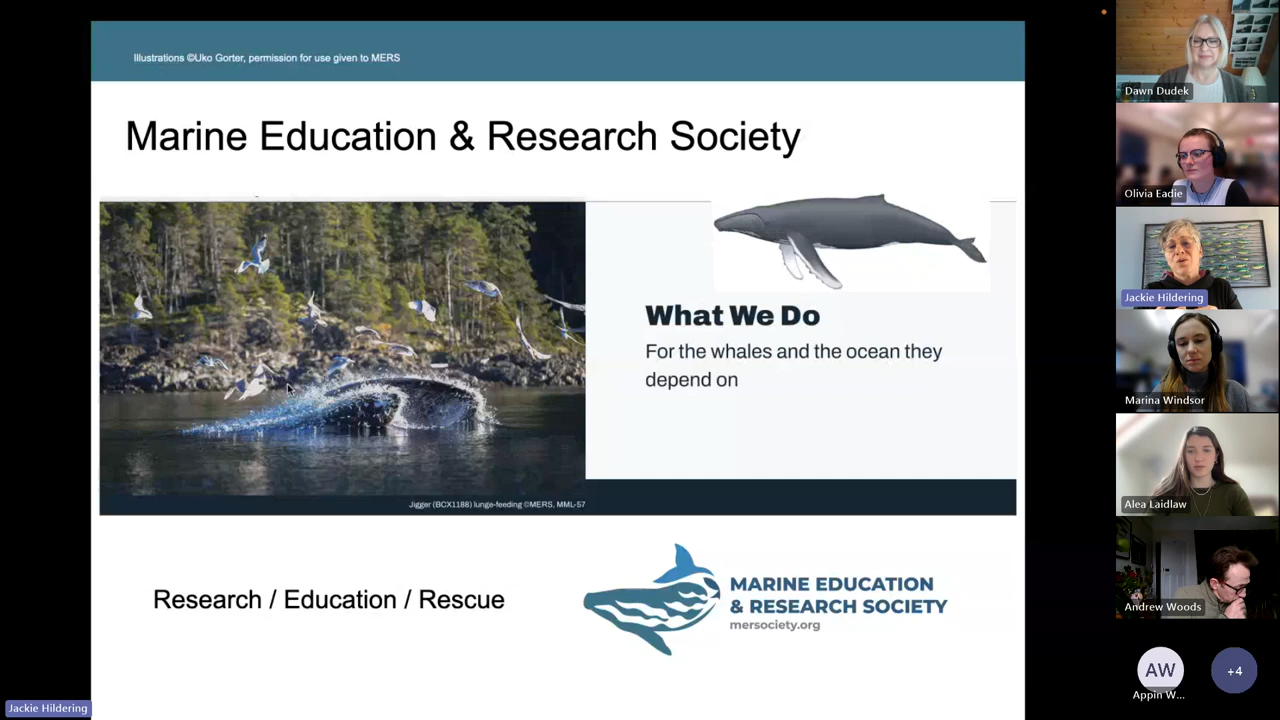 Illustrations ©Uko Gorter, permission for use given to MERS
Marine Education & Research Society
What We Do
For the whales and the ocean they
depend on
Jigger (BCX1188) lunge-feeding ©MERS, MML-57
Research / Education / Rescue
MARINE EDUCATION
& RESEARCH SOCIETY
mersociety.org
Jackie Hildering
Dawn Dudek
Olivia Eadie
Jackie Hildering
Marina Windsor
Alea Laidlaw
Andrew Woods
AW
Appin W...
+4